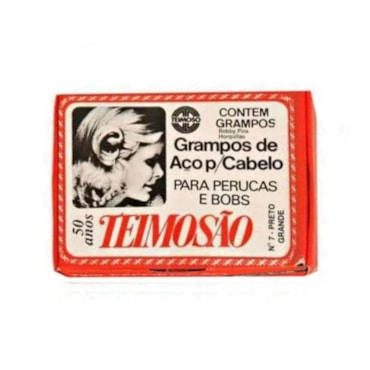 TEIMOSO
CONTEM
GRAMPOS
Bobby Pins
Horquillas
Grampos de
Aço p/Cabelo
PARA PERUCAS
E BOBS
50 anos
TEIMOSÃO
Nº 7 - PRETO
GRANDE